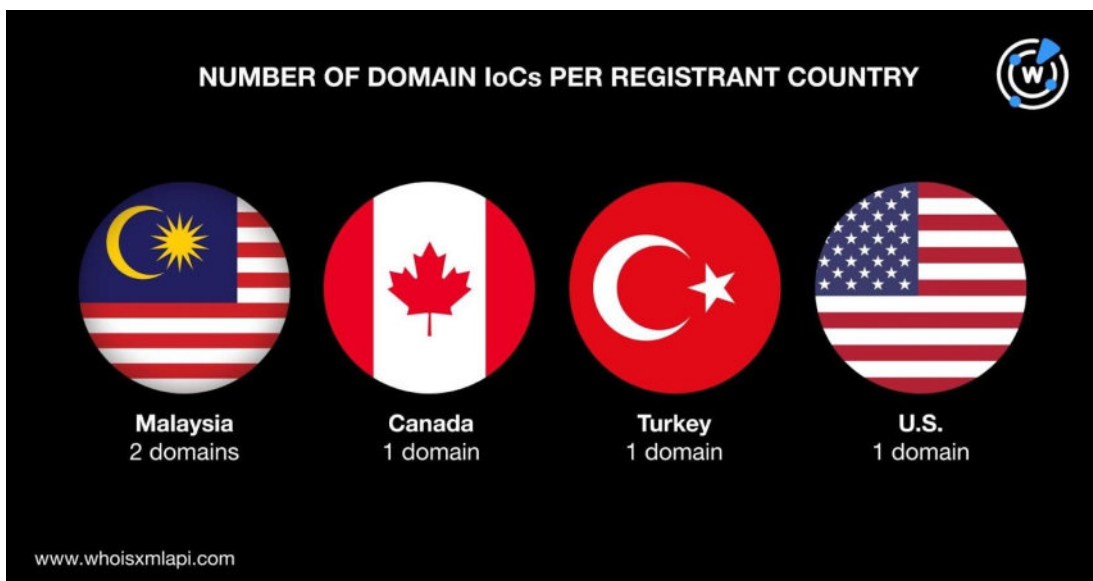 NUMBER OF DOMAIN IoCs PER REGISTRANT COUNTRY
W
Malaysia
2 domains
Canada
1 domain
Turkey
1 domain
U.S.
1 domain
www.whoisxmlapi.com